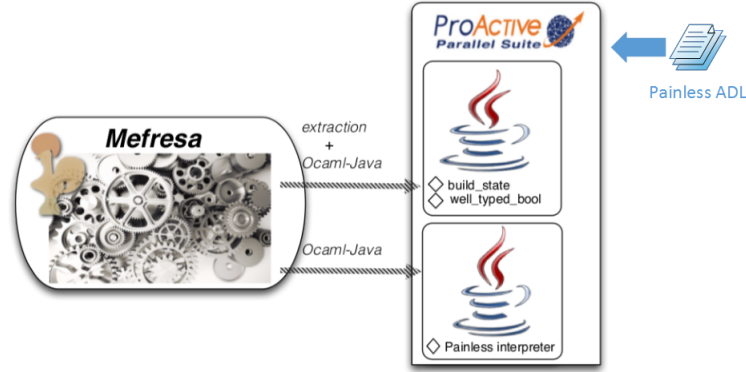 ProActive
Parallel Suite
Painless ADL
Mefresa
extraction
+
Ocaml-Java
build_state
well_typed_bool
Ocaml-Java
Painless interpreter